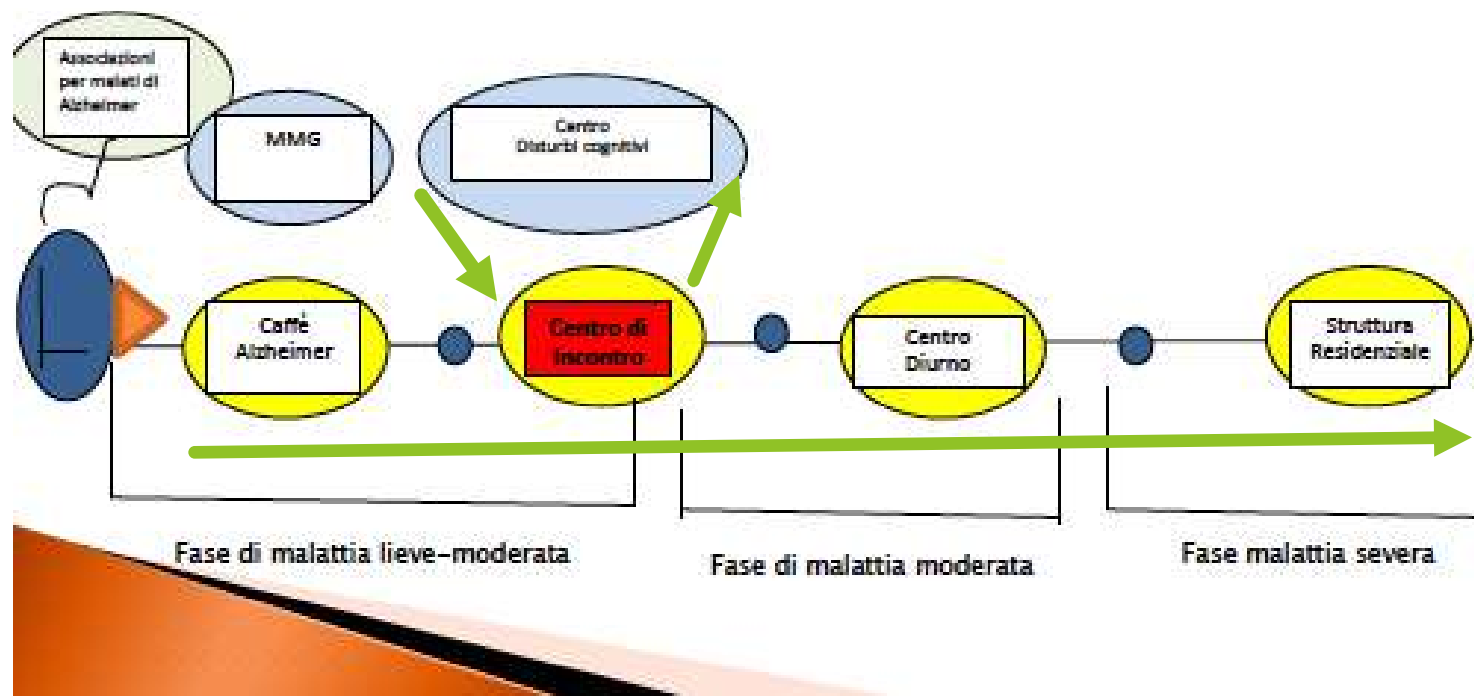 Associazioni
per malati di
Alzheimer
MMG
Centro
Disturbi cognitivi
Caffè
Alzheimer
Centro di
Incontro
Centro
Diurno
Struttura
Residenziale
Fase di malattia lieve-moderata
Fase di malattia moderata
Fase malattia severa